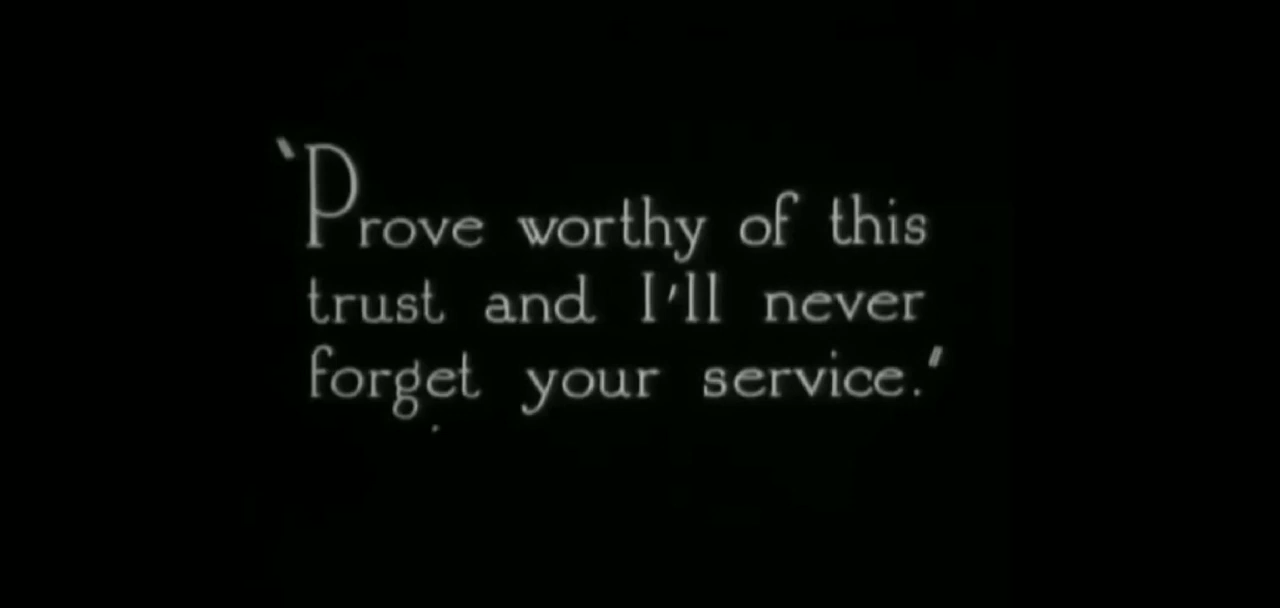 ‛Prove worthy of this
trust and I'll never
forget your service.'